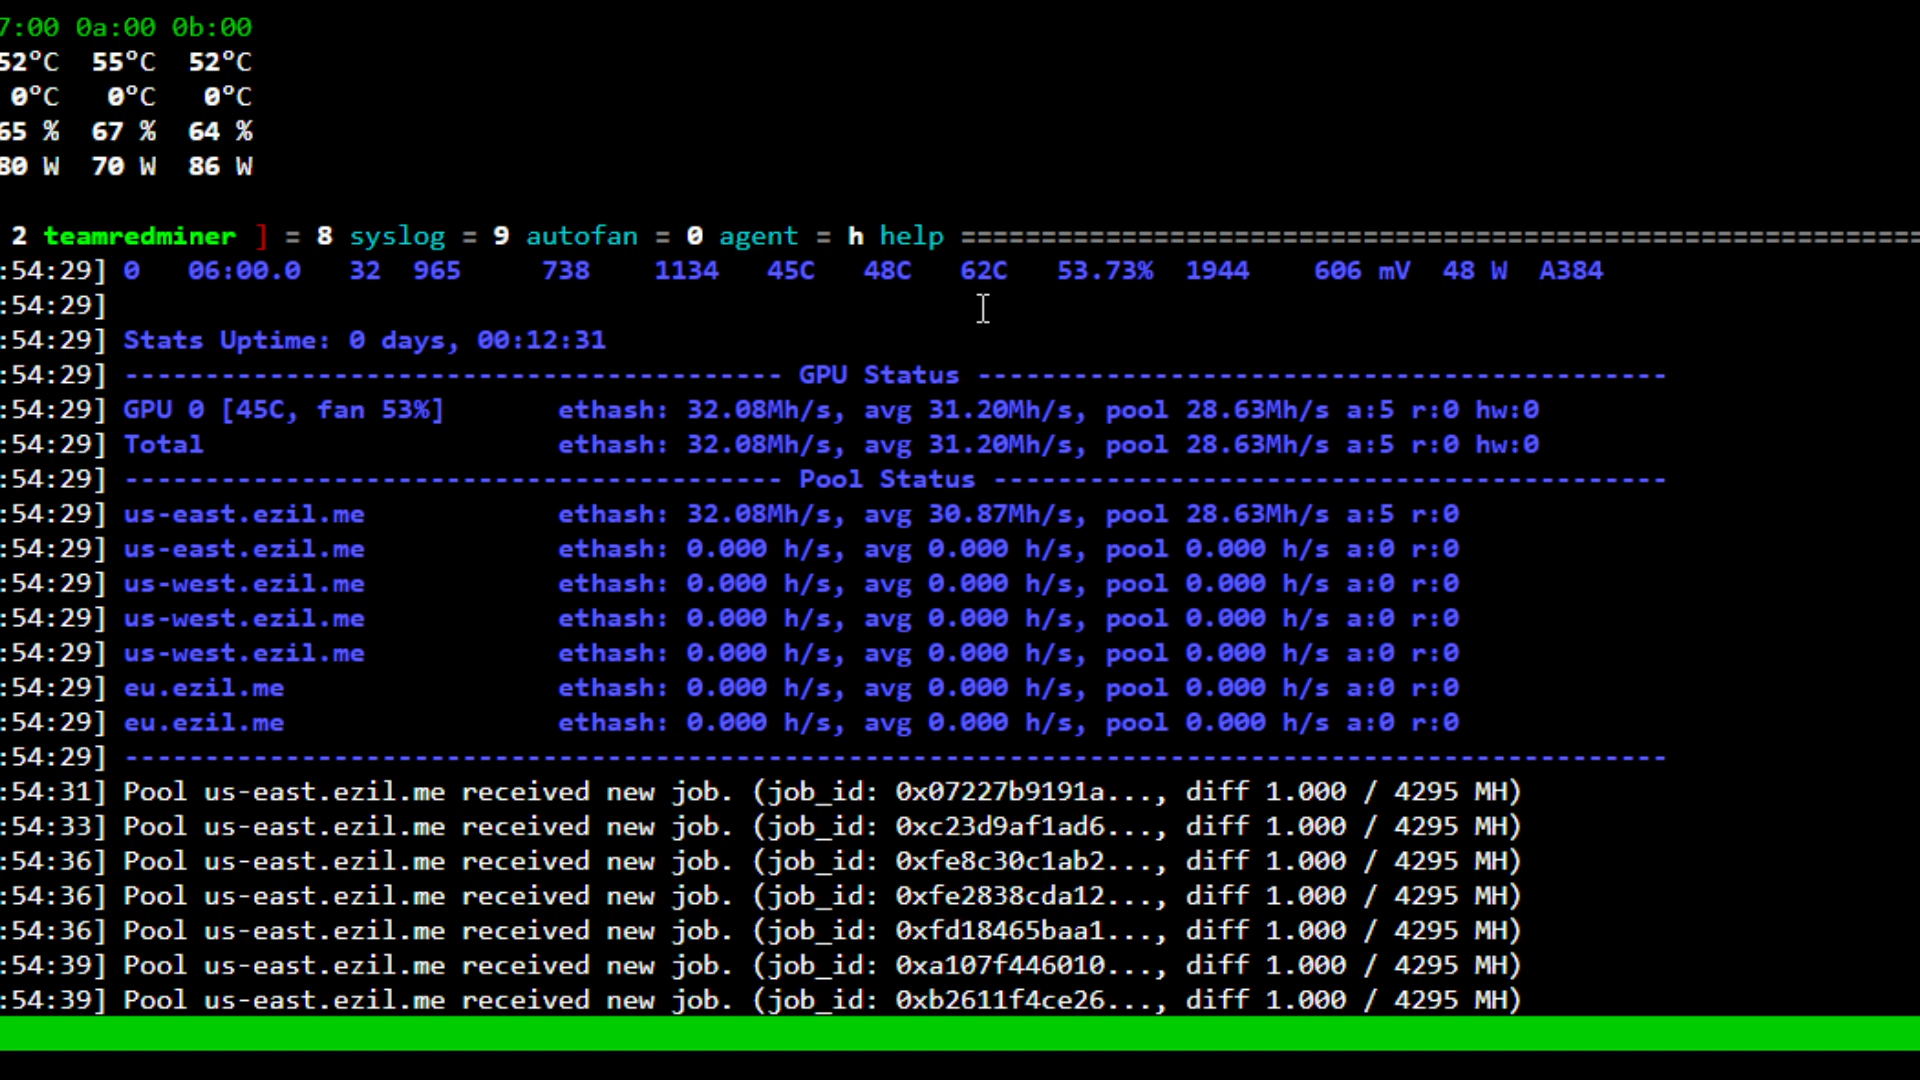 7:00 0a:00 0b:00
52°C 55°C 52°C
0°C 0°C 0°C
65 % 67 % 64 %
80 W 70 W 86 W
2 teamredminer ] = 8 syslog = 9 autofan = 0 agent = h help ============================================================
:54:29] 0 06:00.0 32 965 738 1134 45C 48C 62C 53.73% 1944 606 mV 48 W A384
:54:29]
:54:29] Stats Uptime: 0 days, 00:12:31
:54:29] ----------------------------------------- GPU Status -------------------------------------------
:54:29] GPU 0 [45C, fan 53%] ethash: 32.08Mh/s, avg 31.20Mh/s, pool 28.63Mh/s a:5 r:0 hw:0
:54:29] Total ethash: 32.08Mh/s, avg 31.20Mh/s, pool 28.63Mh/s a:5 r:0 hw:0
:54:29] ----------------------------------------- Pool Status ------------------------------------------
:54:29] us-east.ezil.me ethash: 32.08Mh/s, avg 30.87Mh/s, pool 28.63Mh/s a:5 r:0
:54:29] us-east.ezil.me ethash: 0.000 h/s, avg 0.000 h/s, pool 0.000 h/s a:0 r:0
:54:29] us-west.ezil.me ethash: 0.000 h/s, avg 0.000 h/s, pool 0.000 h/s a:0 r:0
:54:29] us-west.ezil.me ethash: 0.000 h/s, avg 0.000 h/s, pool 0.000 h/s a:0 r:0
:54:29] us-west.ezil.me ethash: 0.000 h/s, avg 0.000 h/s, pool 0.000 h/s a:0 r:0
:54:29] eu.ezil.me ethash: 0.000 h/s, avg 0.000 h/s, pool 0.000 h/s a:0 r:0
:54:29] eu.ezil.me ethash: 0.000 h/s, avg 0.000 h/s, pool 0.000 h/s a:0 r:0
:54:29] ------------------------------------------------------------------------------------------------
:54:31] Pool us-east.ezil.me received new job. (job_id: 0x07227b9191a..., diff 1.000 / 4295 MH)
:54:33] Pool us-east.ezil.me received new job. (job_id: 0xc23d9af1ad6..., diff 1.000 / 4295 MH)
:54:36] Pool us-east.ezil.me received new job. (job_id: 0xfe8c30c1ab2..., diff 1.000 / 4295 MH)
:54:36] Pool us-east.ezil.me received new job. (job_id: 0xfe2838cda12..., diff 1.000 / 4295 MH)
:54:36] Pool us-east.ezil.me received new job. (job_id: 0xfd18465baa1..., diff 1.000 / 4295 MH)
:54:39] Pool us-east.ezil.me received new job. (job_id: 0xa107f446010..., diff 1.000 / 4295 MH)
:54:39] Pool us-east.ezil.me received new job. (job_id: 0xb2611f4ce26..., diff 1.000 / 4295 MH)